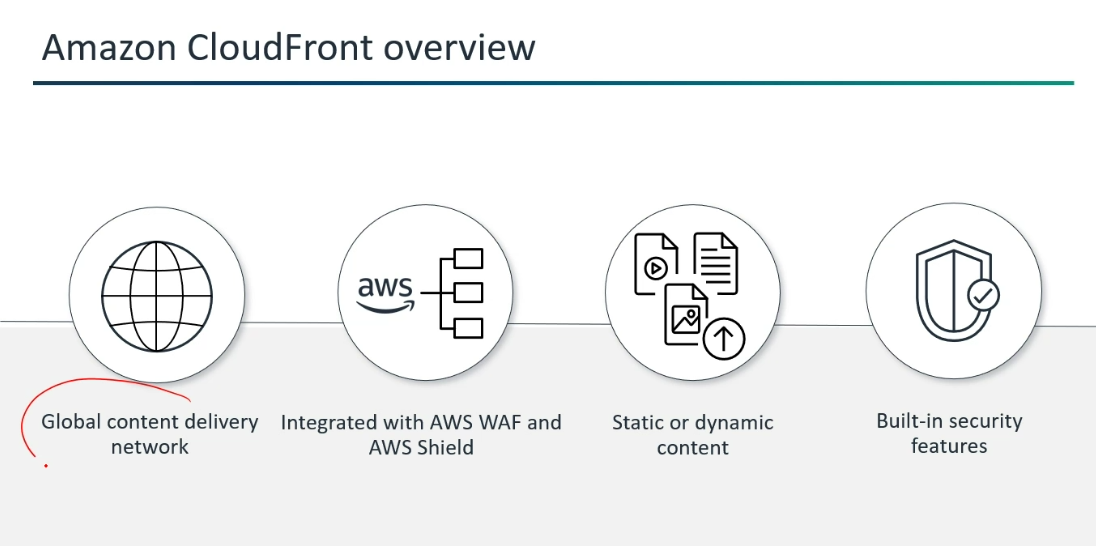 Amazon CloudFront overview
aws
Global content delivery
network
Integrated with AWS WAF and
AWS Shield
Static or dynamic
content
Built-in security
features